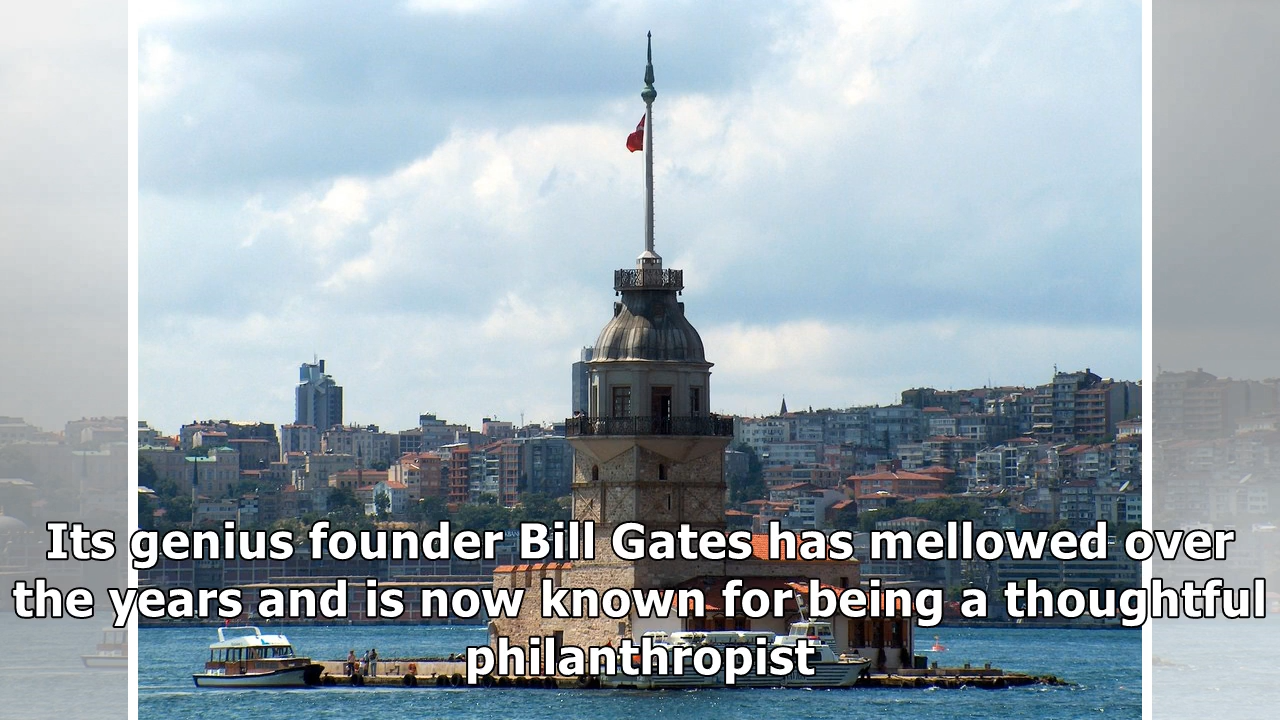 Its genius founder Bill Gates has mellowed over
the years and is now known for being a thoughtful
philanthropist